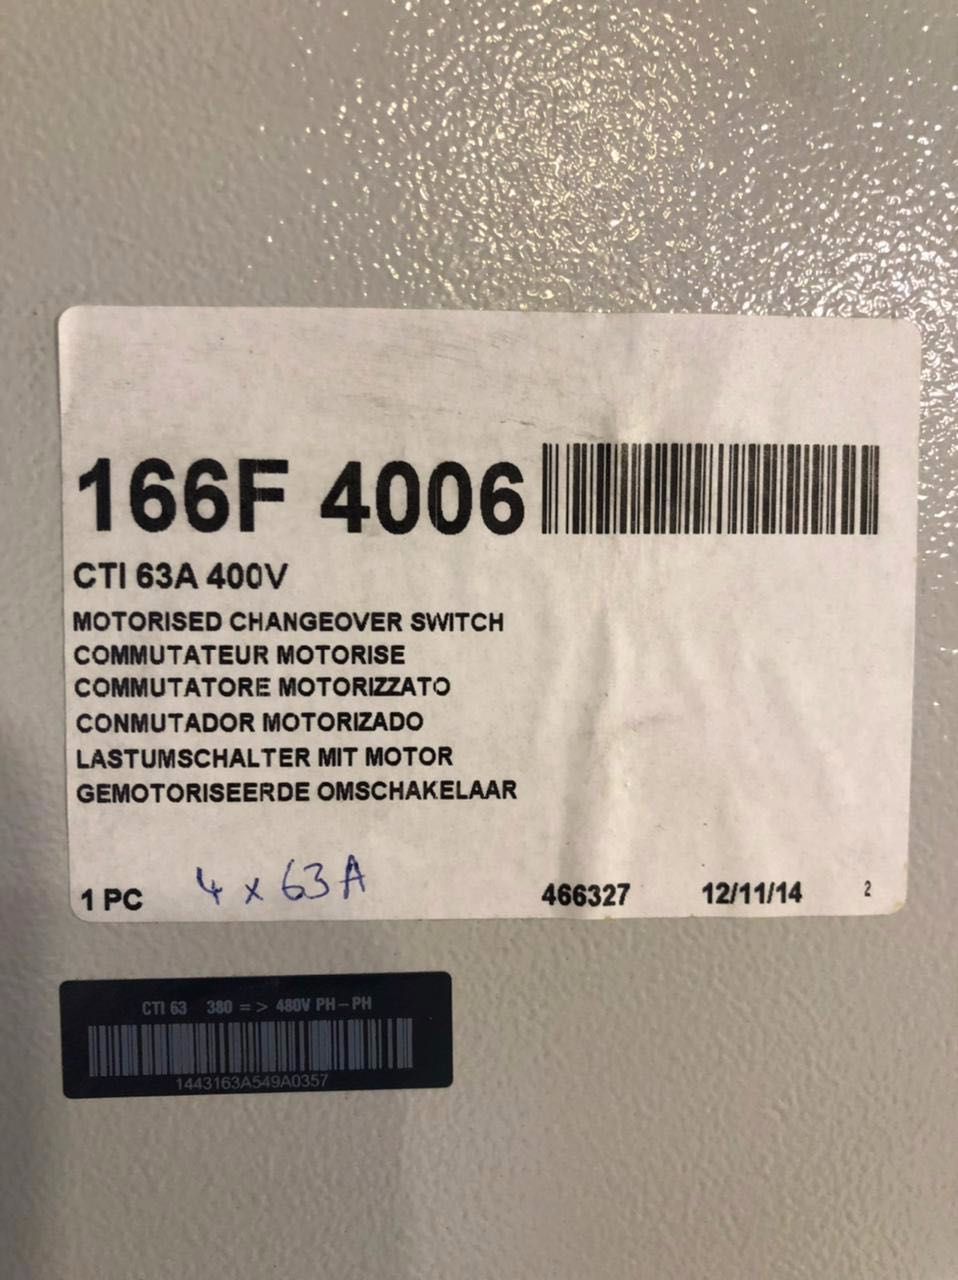 166F 4006
CTI 63A 400V
MOTORISED CHANGEOVER SWITCH
COMMUTATEUR MOTORISE
COMMUTATORE MOTORIZZATO
CONMUTADOR MOTORIZADO
LASTUMSCHALTER MIT MOTOR
GEMOTORISEERDE OMSCHAKELAAR
1 PC 4 x 63A 466327 12/11/14 2
CTI 63 380 = > 480V PH-PH
1443163A549A0357